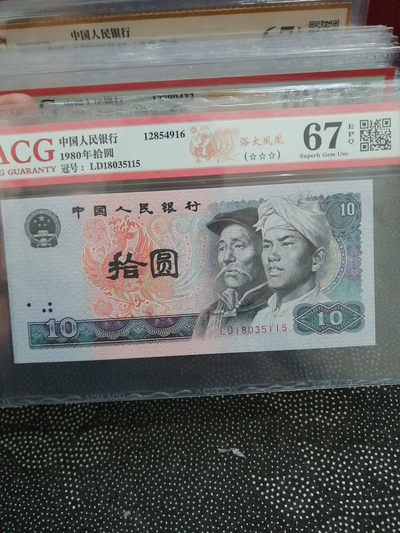 中国人民银行
67
ACG
中国人民银行
12854916
1980年拾圆
冠号: LD18035115
浴火凤凰
(☆☆☆)
67
EPQ
Superb Gem Unc
NG GUARANTY
中国人民银行
10
拾圆
10
LD18035115
10